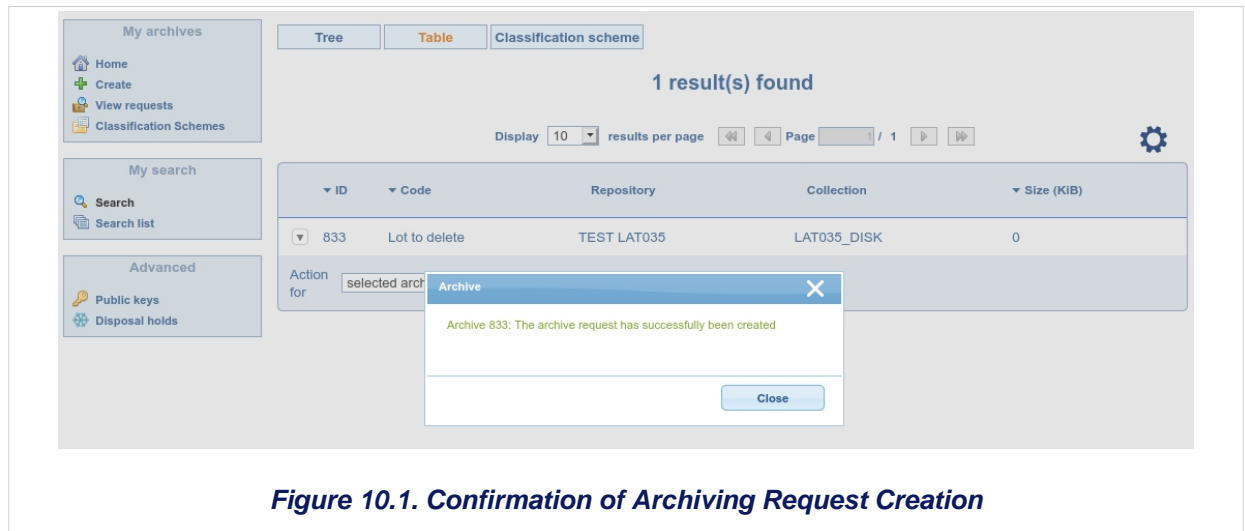 My archives
Home
Create
View requests
Classification Schemes
My search
Search
Search list
Advanced
Public keys
Disposal holds
Tree Table Classification scheme
1 result(s) found
Display 10 results per page Page 1 / 1
ID Code Repository Collection Size (KiB)
833 Lot to delete TEST LAT035 LAT035_DISK 0
Action
for
selected arch
Archive
Archive 833: The archive request has successfully been created
Close
Figure 10.1. Confirmation of Archiving Request Creation